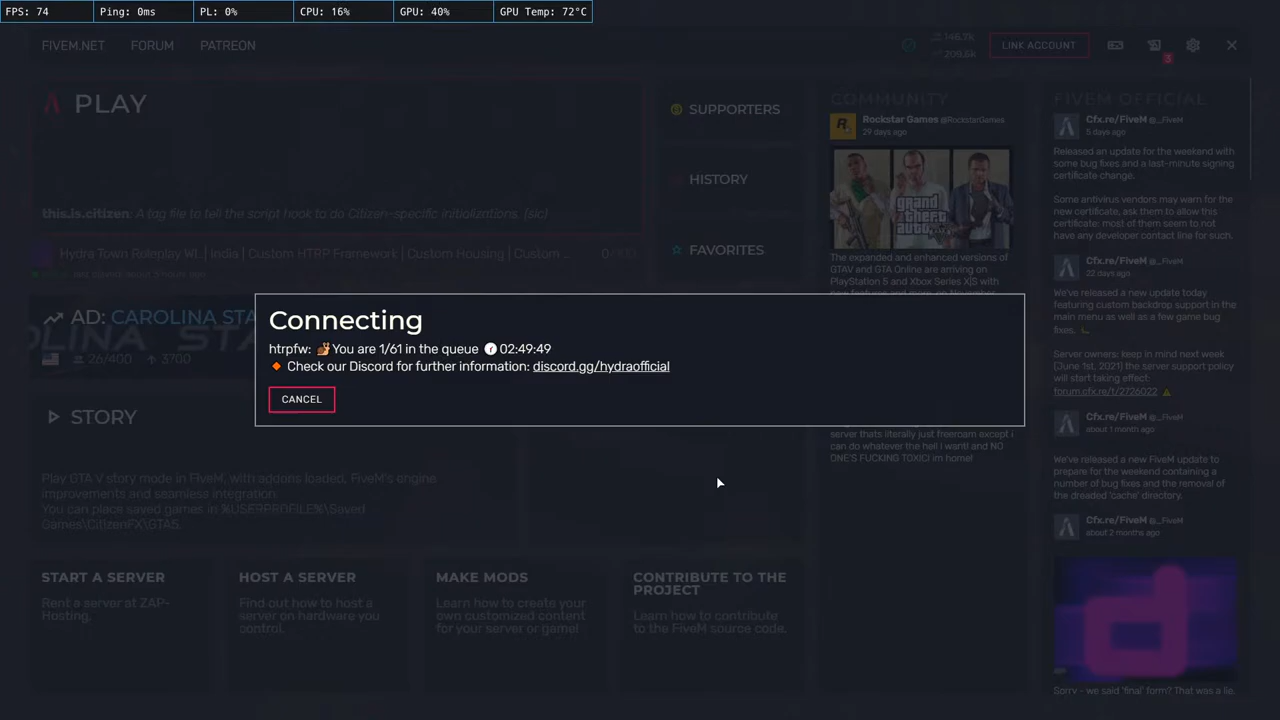 FPS: 74 Ping: 0ms PL: 0% CPU: 16% GPU: 40% GPU Temp: 72°C
FIVEM.NET FORUM PATREON
146.7k
208.6k
LINK ACCOUNT
3
PLAY
this.is.citizen: A tag file to tell the script hook to do Citizen-specific initializations. (sic)
Hydra Town Roleplay WL | India | Custom HTRP Framework | Custom Housing | Custom ...
AD: CAROLINA STA
26/400 3700
SUPPORTERS
HISTORY
FAVORITES
Connecting
htrpfw: 🐌You are 1/61 in the queue 🕜 02:49:49
🔸 Check our Discord for further information: discord.gg/hydraofficial
CANCEL
STORY
Play GTA V story mode in FiveM, with addons loaded, FiveM's engine
improvements and seamless integration.
You can place saved games in %USERPROFILE%\Saved
Games\CitizenFX\GTA5.
START A SERVER
Rent a server at ZAP-
Hosting.
HOST A SERVER
Find out how to host a
server on hardware you
control.
MAKE MODS
Learn how to create your
own customized content
for your server or game!
CONTRIBUTE TO THE
PROJECT
Learn how to contribute
to the FiveM source code.
COMMUNITY
Rockstar Games @RockstarGames
29 days ago
grand
theft
auto
The expanded and enhanced versions of
GTAV and GTA Online are arriving on
PlayStation 5 and Xbox Series X|S with
server thats literally just freeroam except i
can do whatever the hell i want! and NO
ONE'S FUCKING TOXIC! im home!
FIVEM OFFICIAL
Cfx.re/FiveM @_FiveM
5 days ago
Released an update for the weekend with
some bug fixes and a last-minute signing
certificate change.
Some antivirus vendors may warn for the
new certificate, ask them to allow this
certificate: most of them seem to not
have any developer contact line for such.
Cfx.re/FiveM @_FiveM
22 days ago
We've released a new update today
featuring custom backdrop support in the
main menu as well as a few game bug
fixes.
Server owners: keep in mind next week
(June 1st, 2021) the server support policy
will start taking effect:
forum.cfx.re/t/2726022
Cfx.re/FiveM @_FiveM
about 1 month ago
We've released a new FiveM update to
prepare for the weekend containing a
number of bug fixes and the removal of
the dreaded 'cache' directory.
Cfx.re/FiveM @_FiveM
about 2 months ago
Sorry - we said 'final' form? That was a lie.